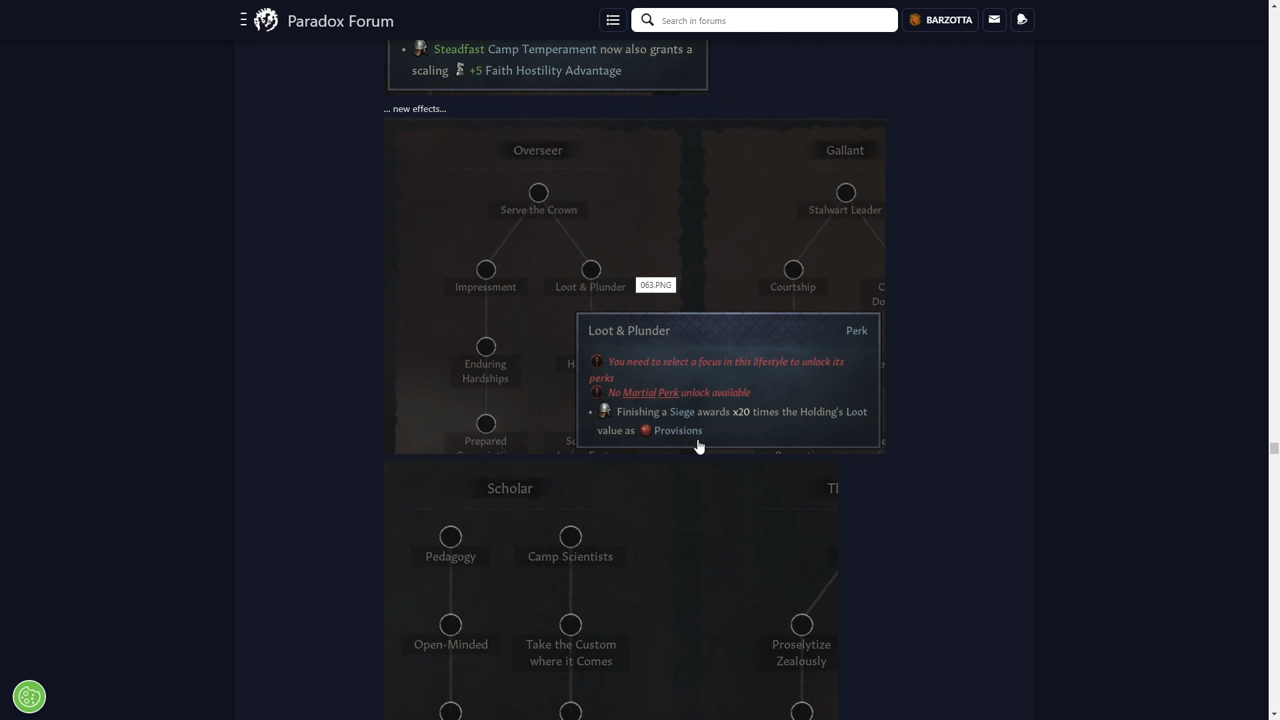 Paradox Forum
Search in forums
BARZOTTA
Steadfast Camp Temperament now also grants a
scaling +5 Faith Hostility Advantage
... new effects...
Overseer
Gallant
Serve the Crown
Stalwart Leader
Impressment
Loot & Plunder
063.PNG
Courtship
Loot & Plunder
Perk
You need to select a focus in this lifestyle to unlock its
perks
No Martial Perk unlock available
Finishing a Siege awards x20 times the Holding's Loot
value as Provisions
Enduring
Hardships
Prepared
Scholar
Pedagogy
Camp Scientists
Open-Minded
Take the Custom
where it Comes
Proselytize
Zealously